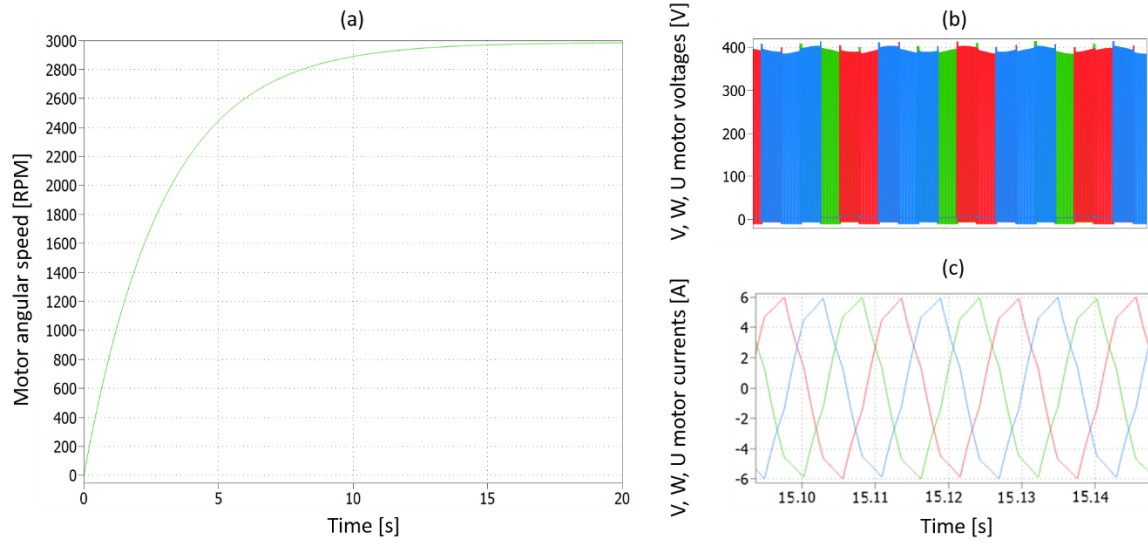 (a)
Motor angular speed [RPM]
3000
2800
2600
2400
2200
2000
1800
1600
1400
1200
1000
800
600
400
200
0
0 5 10 15 20
Time [s]
(b)
V, W, U motor voltages [V]
400
300
200
100
0
(c)
V, W, U motor currents [A]
6
4
2
0
-2
-4
-6
15.10 15.11 15.12 15.13 15.14
Time [s]